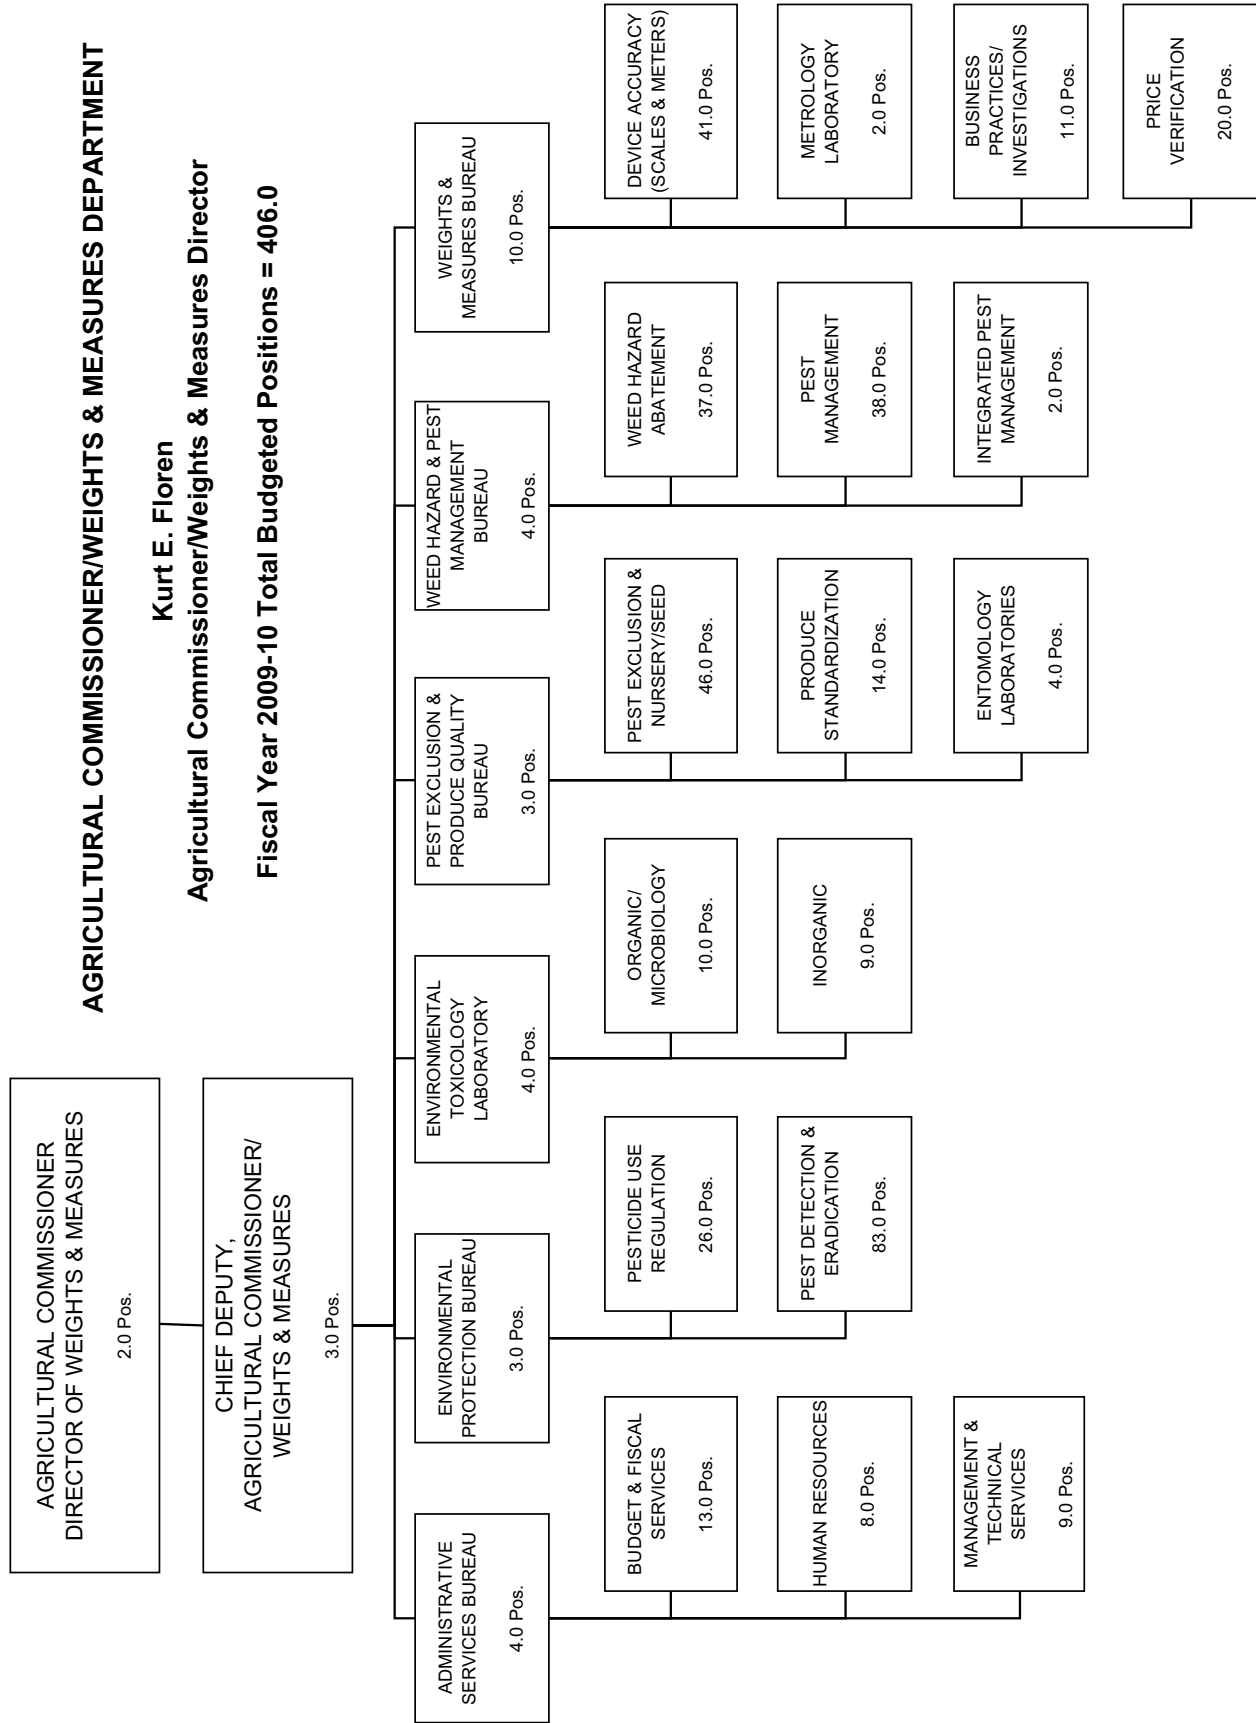 AGRICULTURAL COMMISSIONER/WEIGHTS & MEASURES DEPARTMENT
Kurt E. Floren
Agricultural Commissioner/Weights & Measures Director
Fiscal Year 2009-10 Total Budgeted Positions = 406.0
AGRICULTURAL COMMISSIONER
DIRECTOR OF WEIGHTS & MEASURES
2.0 Pos.
CHIEF DEPUTY,
AGRICULTURAL COMMISSIONER/
WEIGHTS & MEASURES
3.0 Pos.
ADMINISTRATIVE
SERVICES BUREAU
4.0 Pos.
BUDGET & FISCAL
SERVICES
13.0 Pos.
HUMAN RESOURCES
8.0 Pos.
MANAGEMENT &
TECHNICAL
SERVICES
9.0 Pos.
ENVIRONMENTAL
PROTECTION BUREAU
3.0 Pos.
PESTICIDE USE
REGULATION
26.0 Pos.
PEST DETECTION &
ERADICATION
83.0 Pos.
ENVIRONMENTAL
TOXICOLOGY
LABORATORY
4.0 Pos.
ORGANIC/
MICROBIOLOGY
10.0 Pos.
INORGANIC
9.0 Pos.
PEST EXCLUSION &
PRODUCE QUALITY
BUREAU
3.0 Pos.
PEST EXCLUSION &
NURSERY/SEED
46.0 Pos.
PRODUCE
STANDARDIZATION
14.0 Pos.
ENTOMOLOGY
LABORATORIES
4.0 Pos.
WEED HAZARD & PEST
MANAGEMENT
BUREAU
4.0 Pos.
WEED HAZARD
ABATEMENT
37.0 Pos.
PEST
MANAGEMENT
38.0 Pos.
INTEGRATED PEST
MANAGEMENT
2.0 Pos.
WEIGHTS &
MEASURES BUREAU
10.0 Pos.
DEVICE ACCURACY
(SCALES & METERS)
41.0 Pos.
METROLOGY
LABORATORY
2.0 Pos.
BUSINESS
PRACTICES/
INVESTIGATIONS
11.0 Pos.
PRICE
VERIFICATION
20.0 Pos.